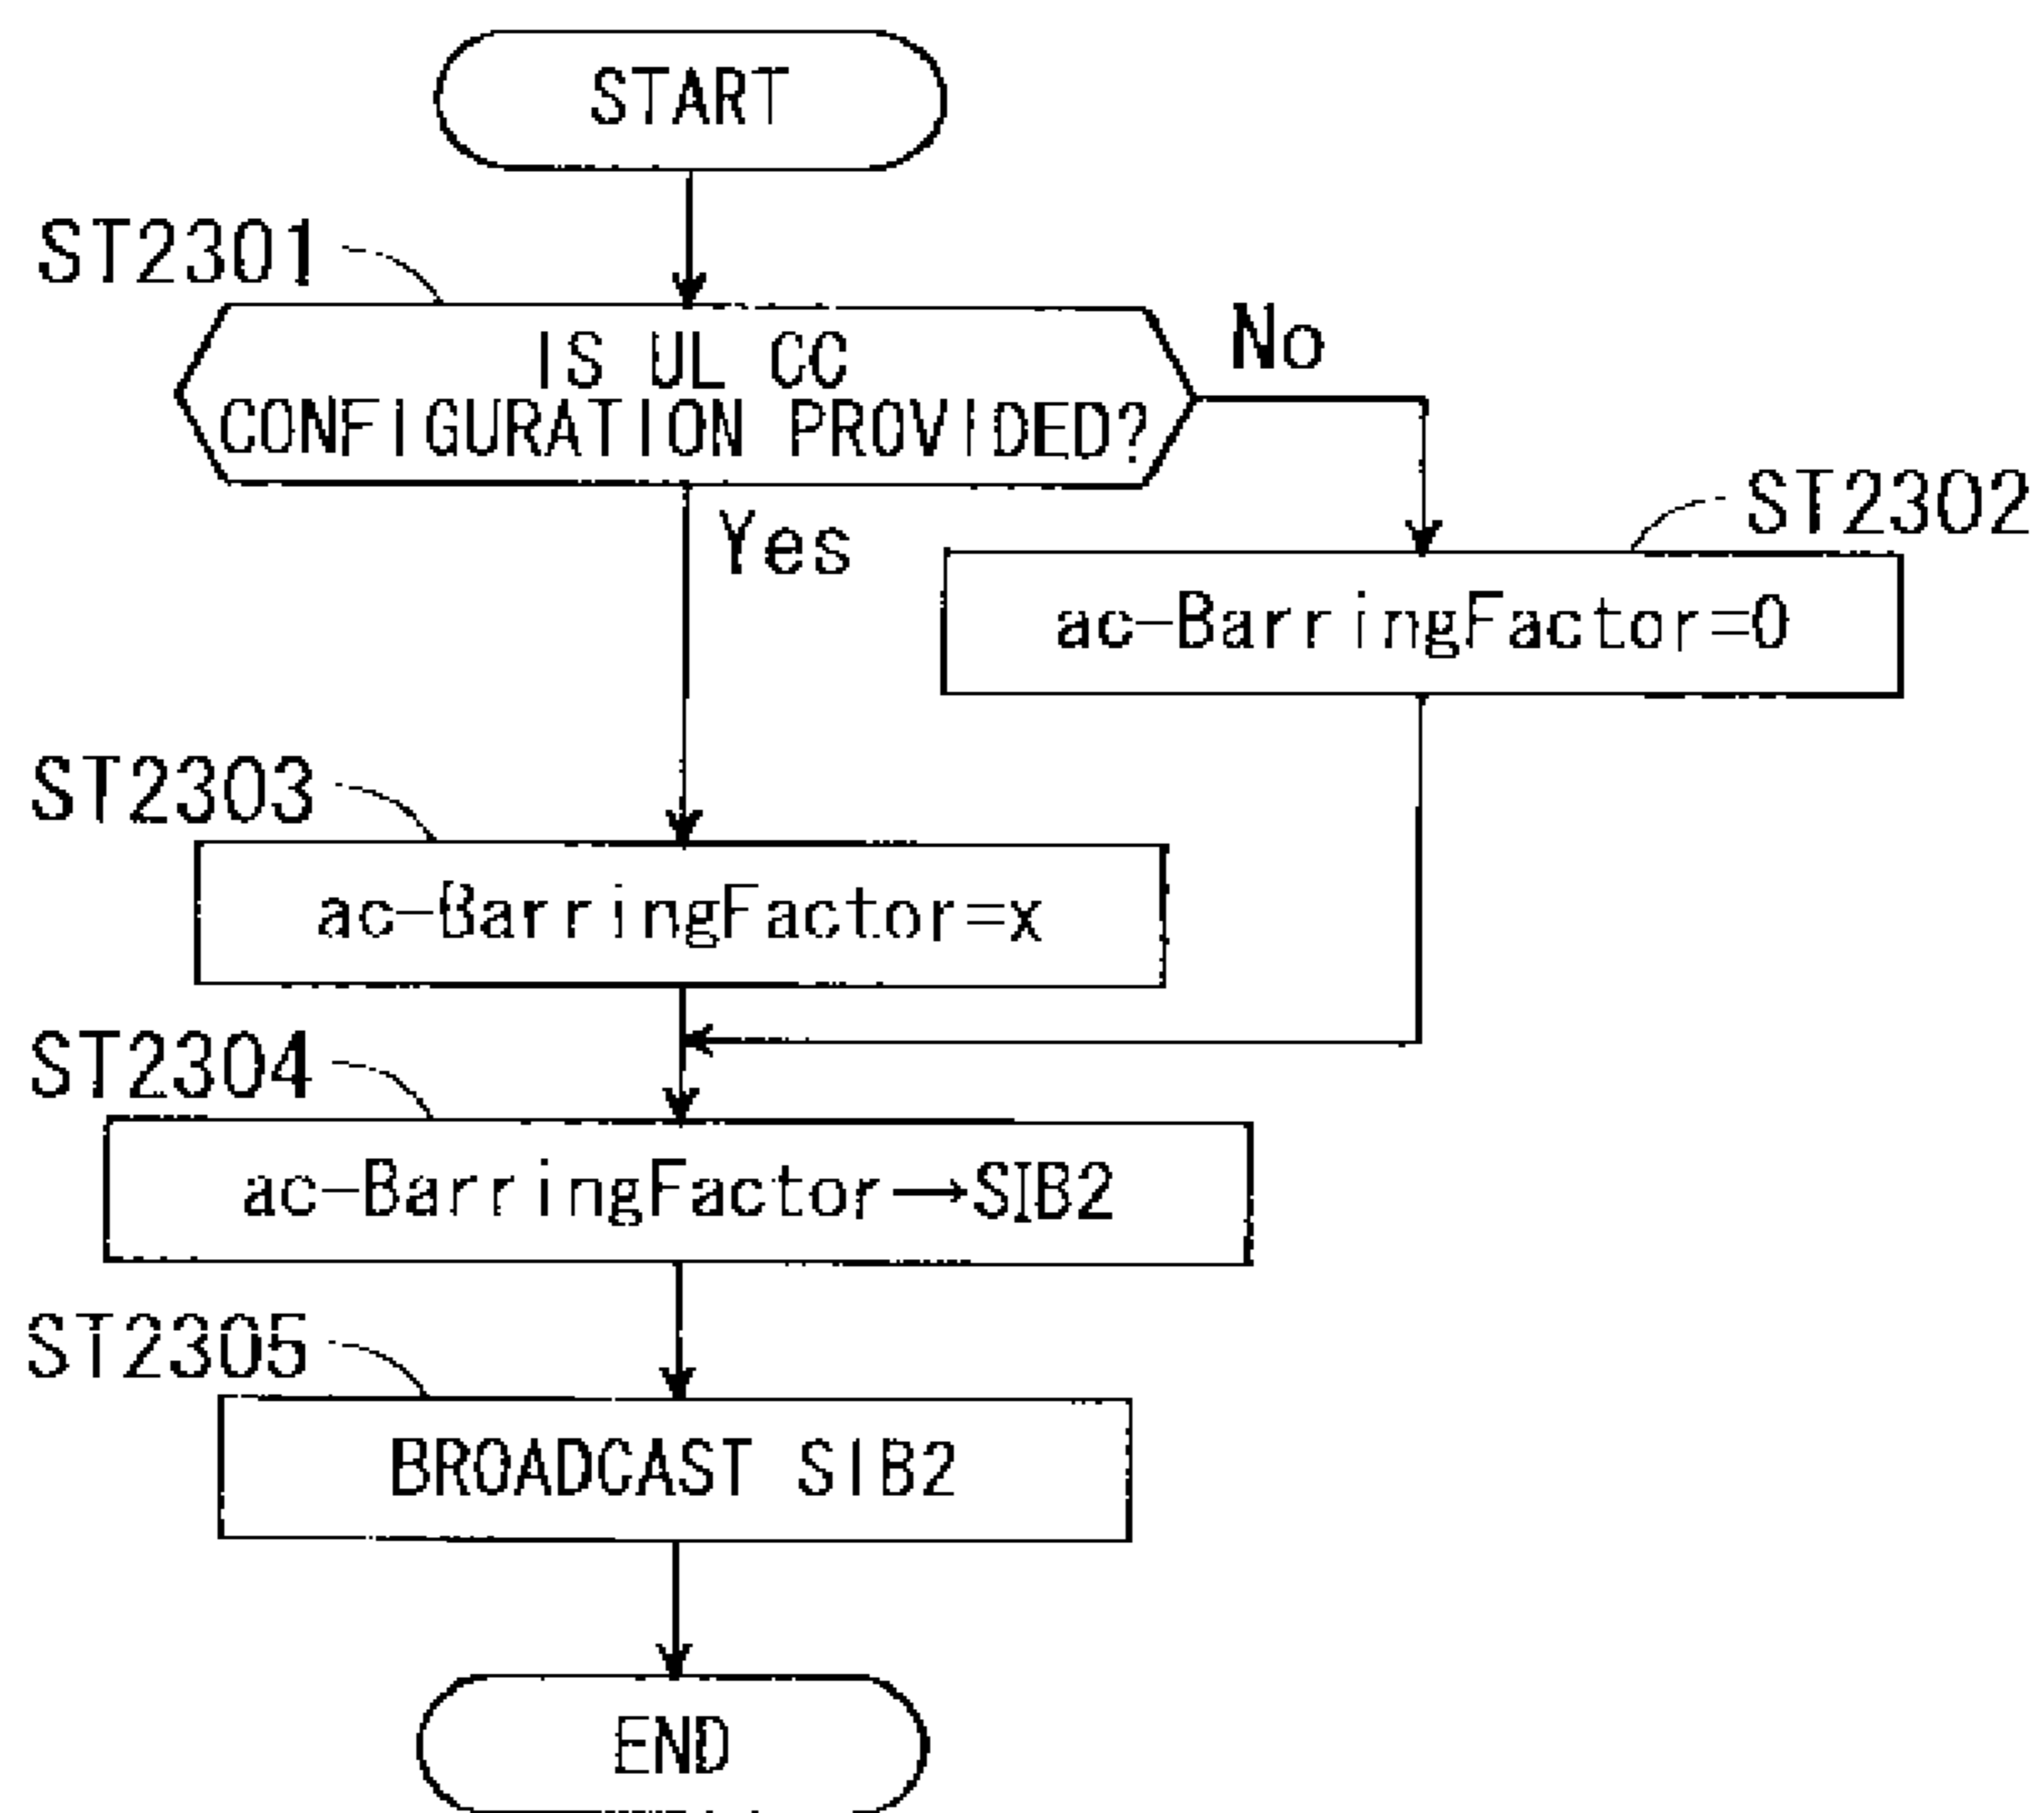 START
ST2301
IS UL CC
CONFIGURATION PROVIDED?
No
Yes
ST2302
ac-BarringFactor=0
ST2303
ac-BarringFactor=x
ST2304
ac-BarringFactor→SIB2
ST2305
BROADCAST SIB2
END